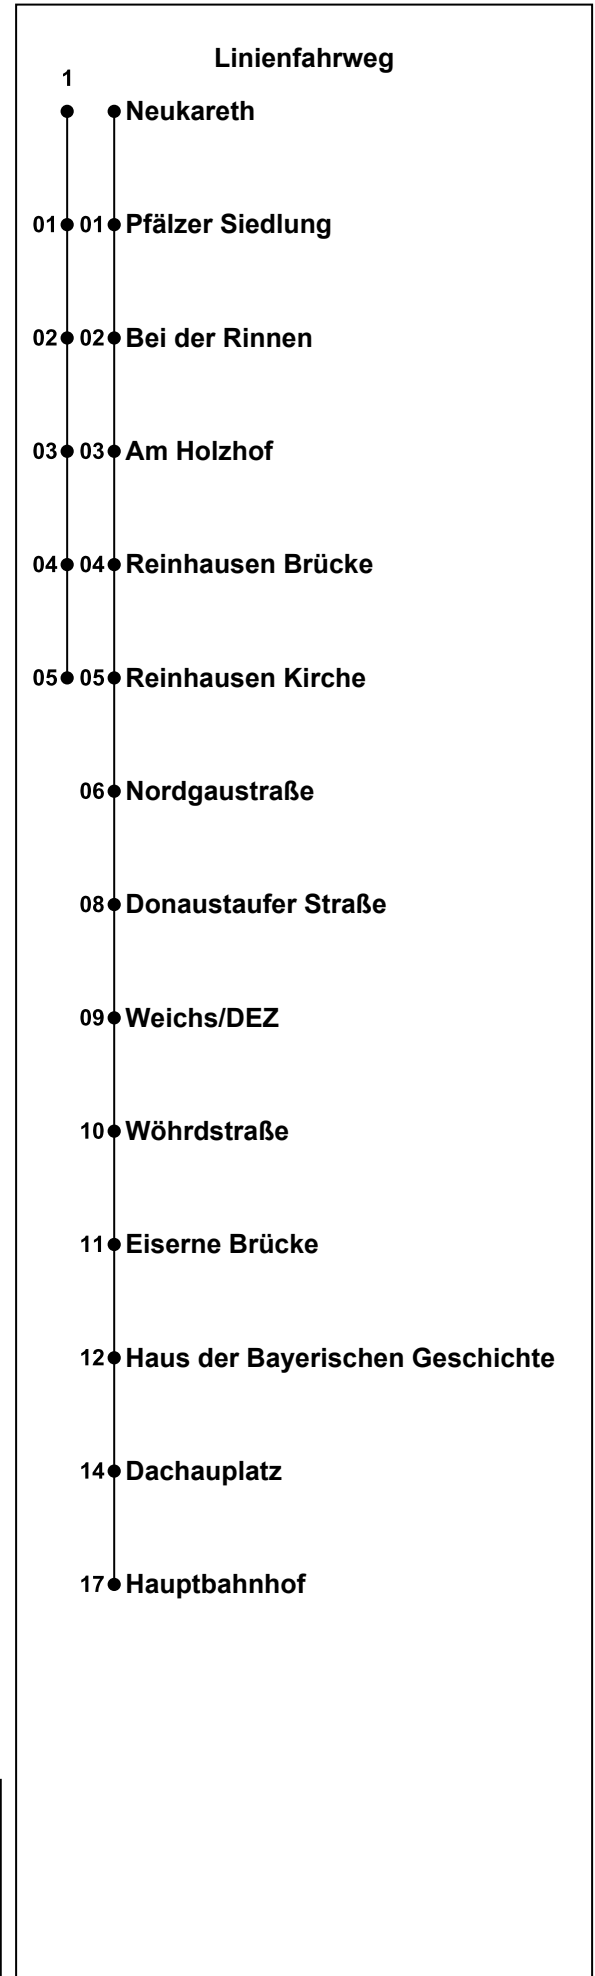 Linienfahrweg
1
Neukareth
01 01 Pfälzer Siedlung
02 02 Bei der Rinnen
03 03 Am Holzhof
04 04 Reinhausen Brücke
05 05 Reinhausen Kirche
06 Nordgaustraße
08 Donaustaufer Straße
09 Weichs/DEZ
10 Wöhrdstraße
11 Eiserne Brücke
12 Haus der Bayerischen Geschichte
14 Dachauplatz
17 Hauptbahnhof